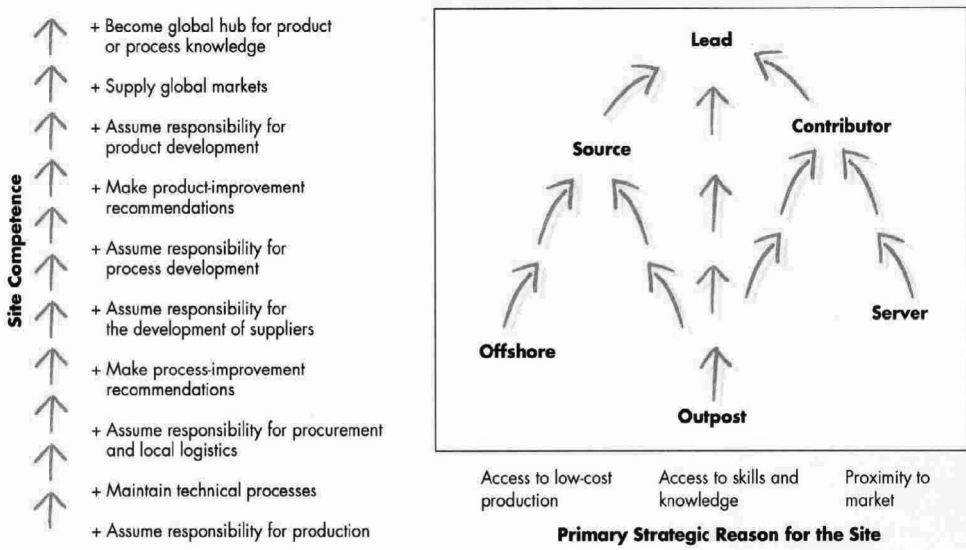 Site Competence
+ Become global hub for product
or process knowledge
+ Supply global markets
+ Assume responsibility for
product development
+ Make product-improvement
recommendations
+ Assume responsibility for
process development
+ Assume responsibility for
the development of suppliers
+ Make process-improvement
recommendations
+ Assume responsibility for procurement
and local logistics
+ Maintain technical processes
+ Assume responsibility for production
Lead
Source
Contributor
Offshore
Server
Outpost
Access to low-cost
production
Access to skills and
knowledge
Proximity to
market
Primary Strategic Reason for the Site